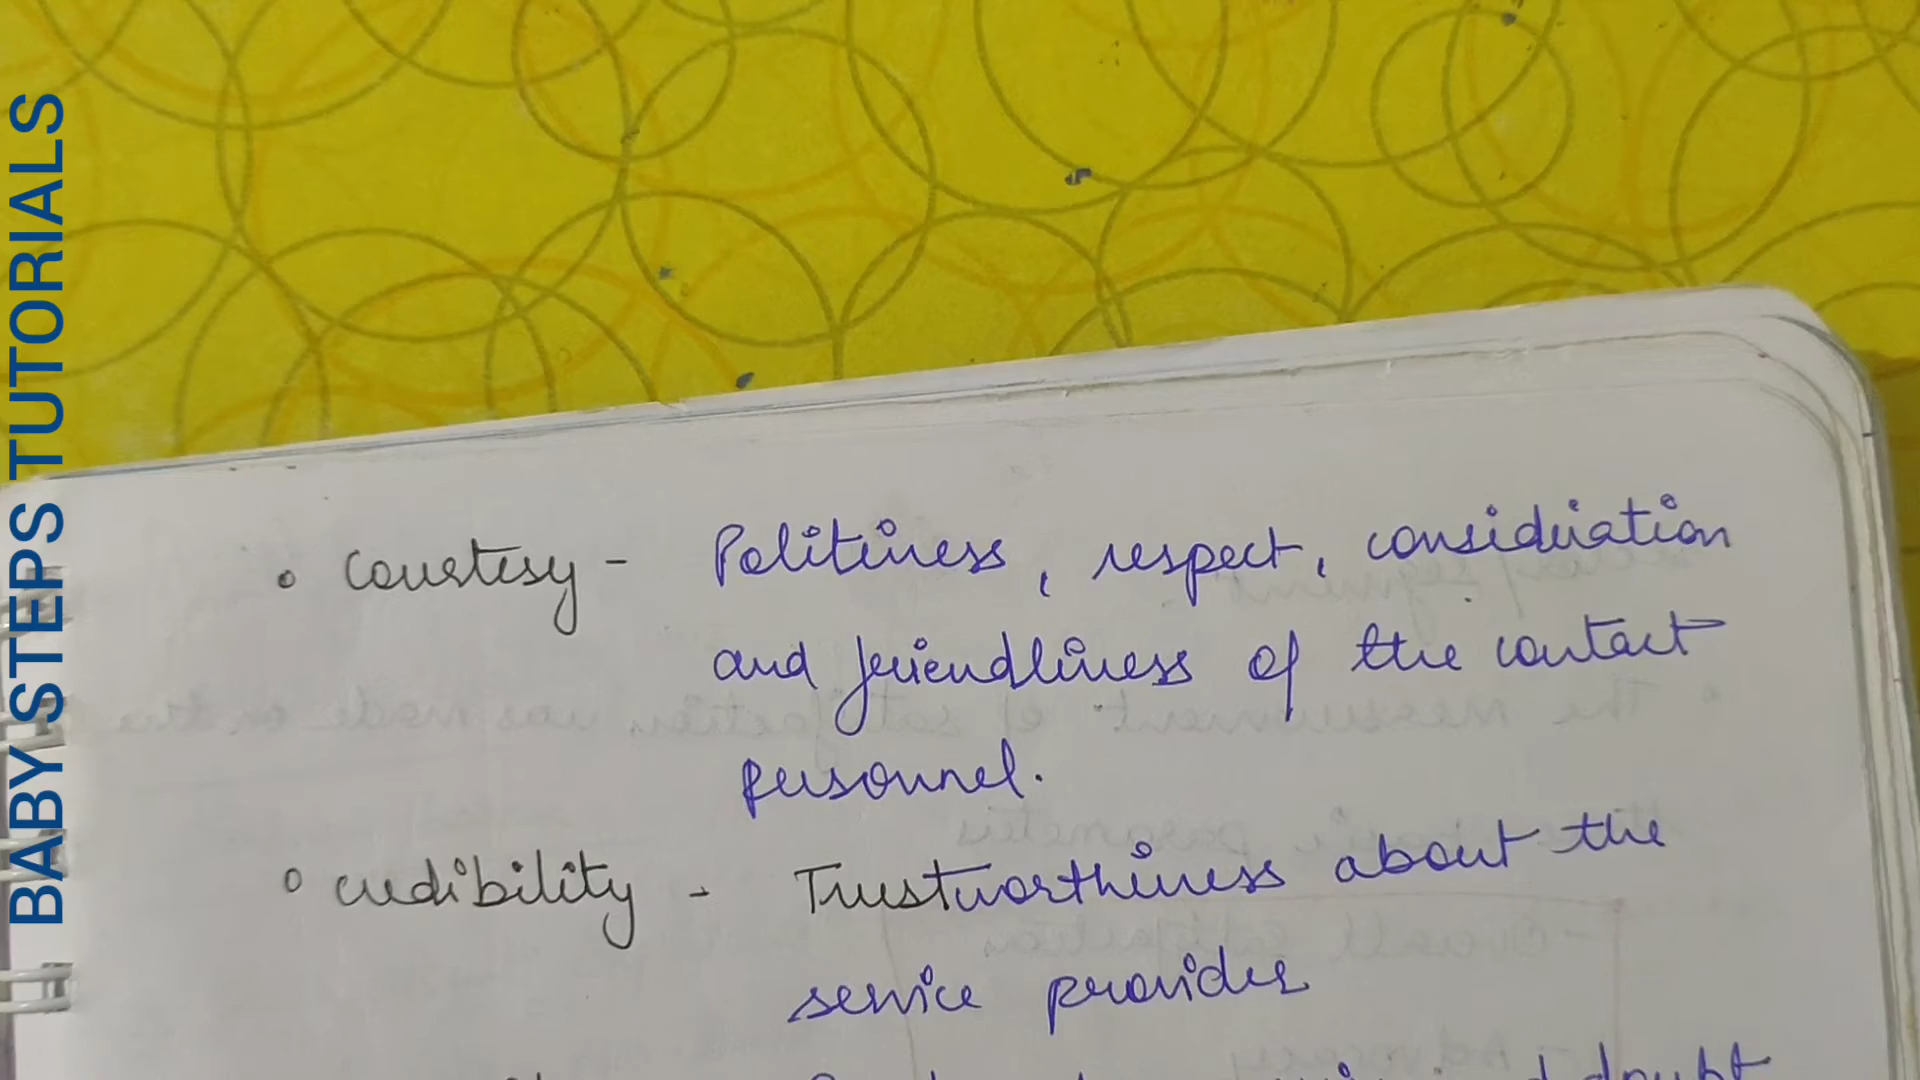 BABY STEPS TUTORIALS
• Courtesy - Politeness, respect, consideration
and friendliness of the contact
personnel.
• credibility - Trustworthiness about the
service provider
doubt